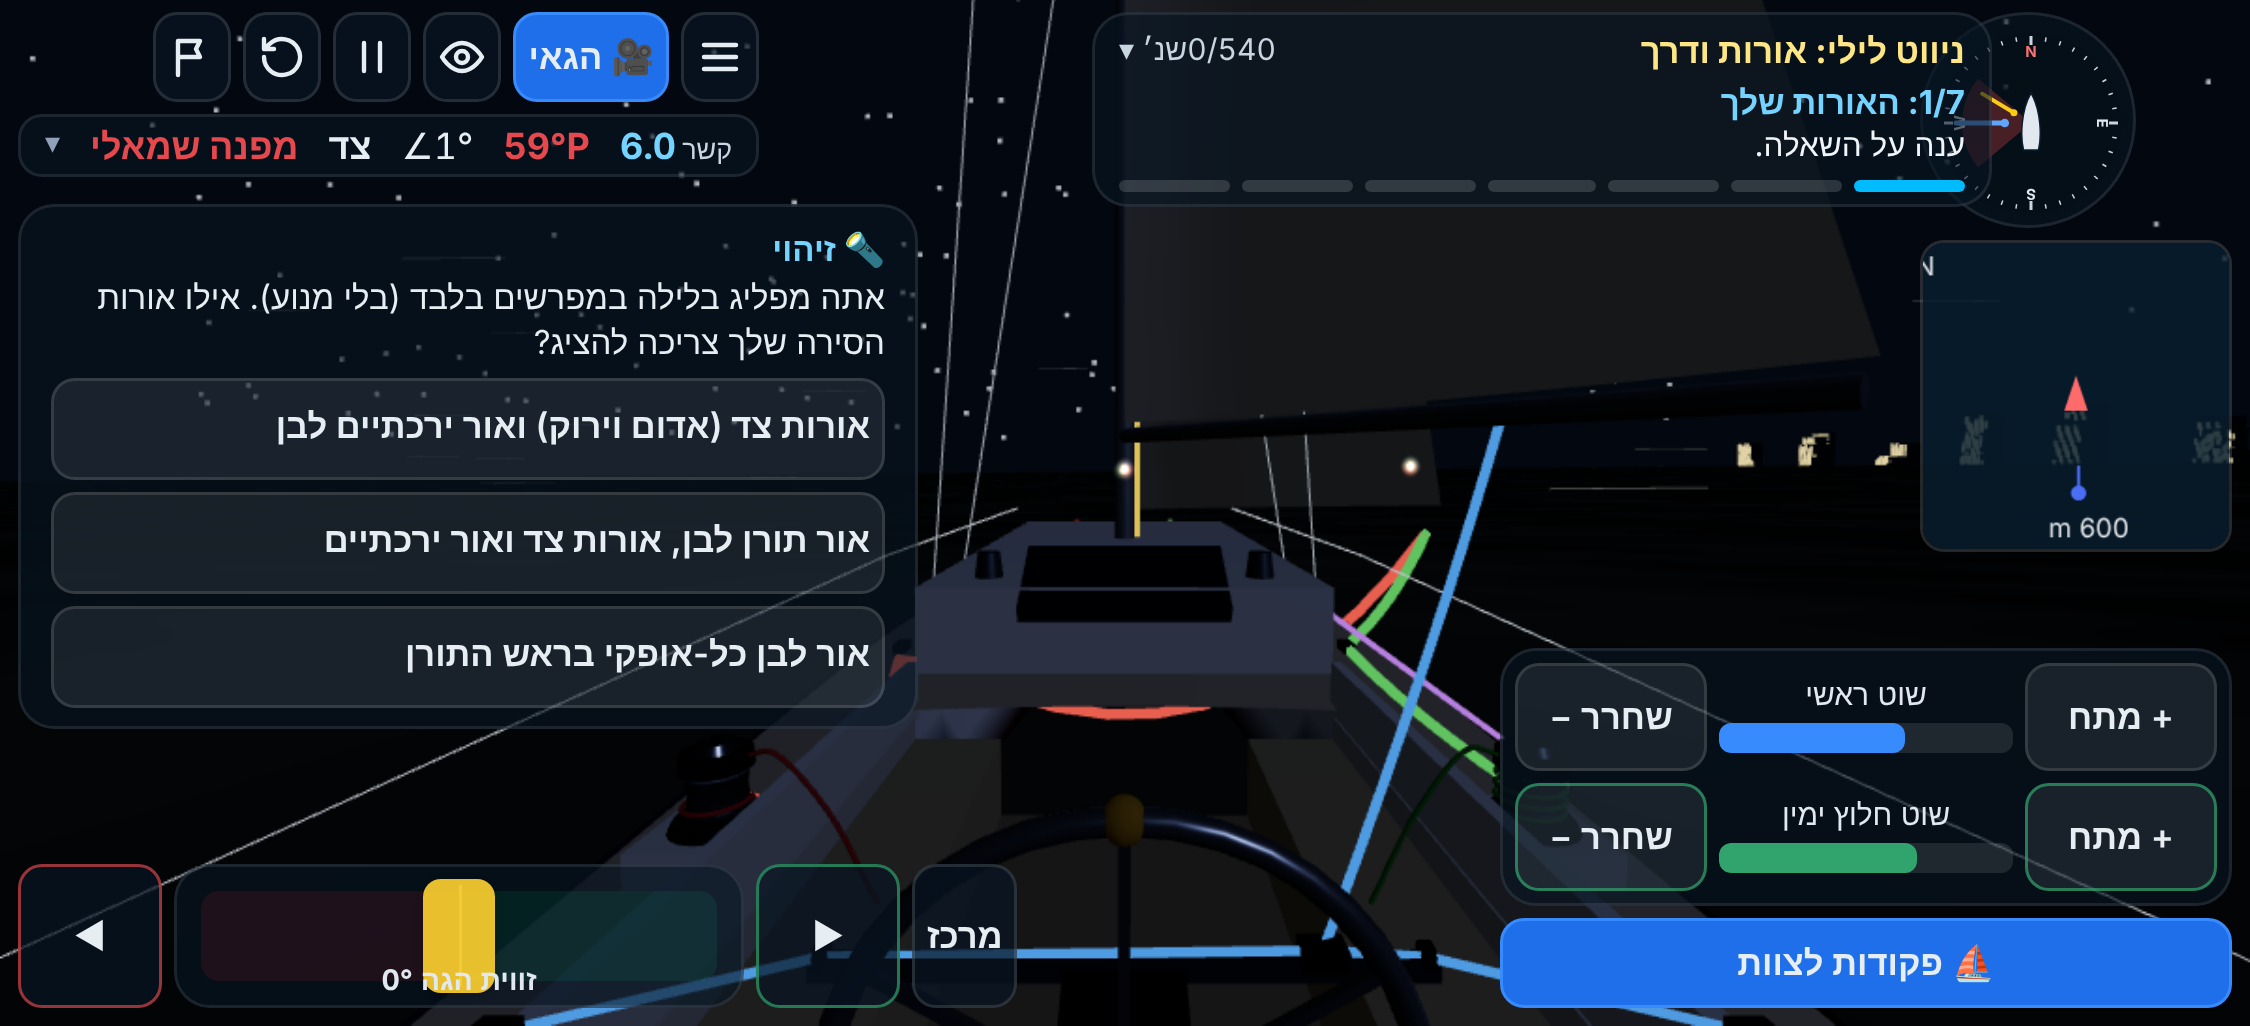 הגאי
6.0 קשר 59°P ∠1° צד מפנה שמאלי ▼
ניווט לילי: אורות ודרך
0/540שנ׳ ▼
1/7: האורות שלך
ענה על השאלה.
N
E
S
W
זיהוי
אתה מפליג בלילה במפרשים בלבד (בלי מנוע). אילו אורות
הסירה שלך צריכה להציג?
אורות צד (אדום וירוק) ואור ירכתיים לבן
אור תורן לבן, אורות צד ואור ירכתיים
אור לבן כל-אופקי בראש התורן
N
600 m
+ מתח
שוט ראשי
שחרר –
+ מתח
שוט חלוץ ימין
שחרר –
פקודות לצוות
◀
זווית הגה 0°
▶
מרכז